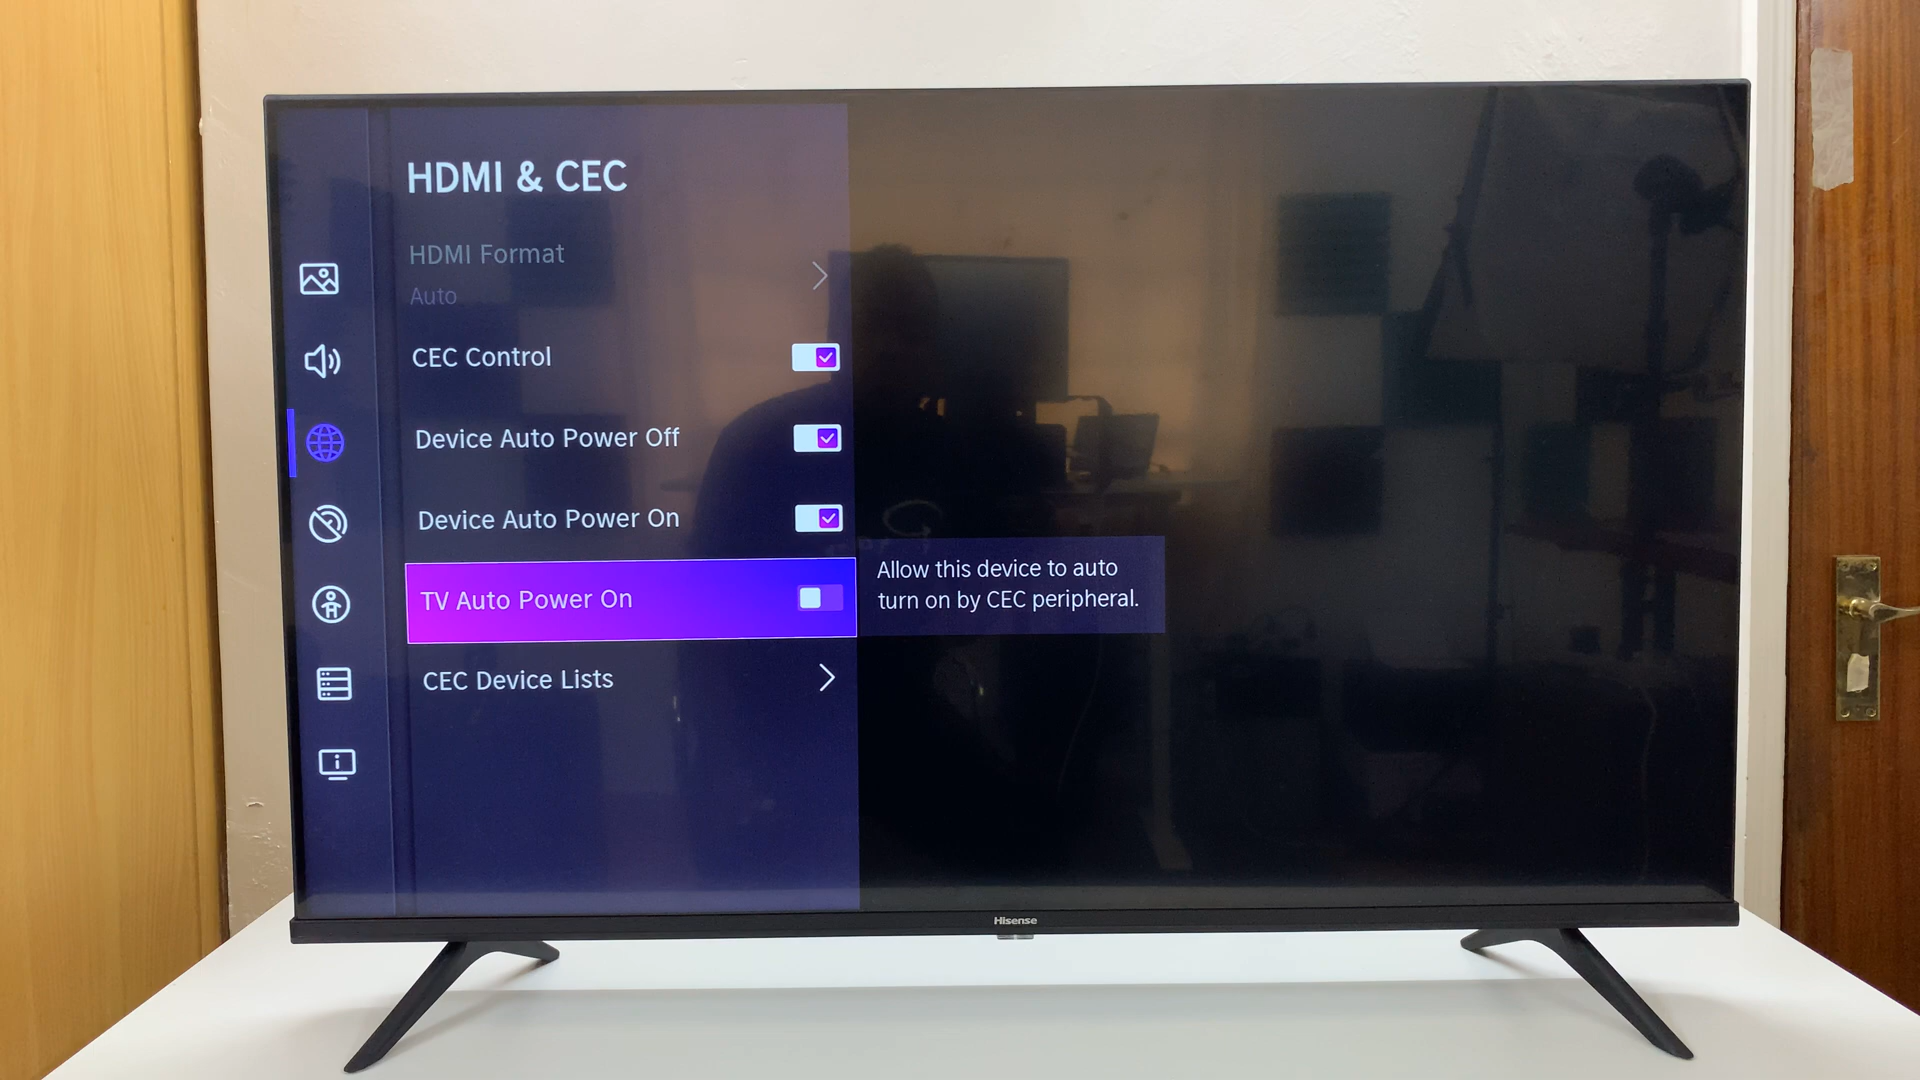 HDMI & CEC
HDMI Format
Auto
CEC Control
Device Auto Power Off
Device Auto Power On
TV Auto Power On
Allow this device to auto
turn on by CEC peripheral.
CEC Device Lists
Hisense